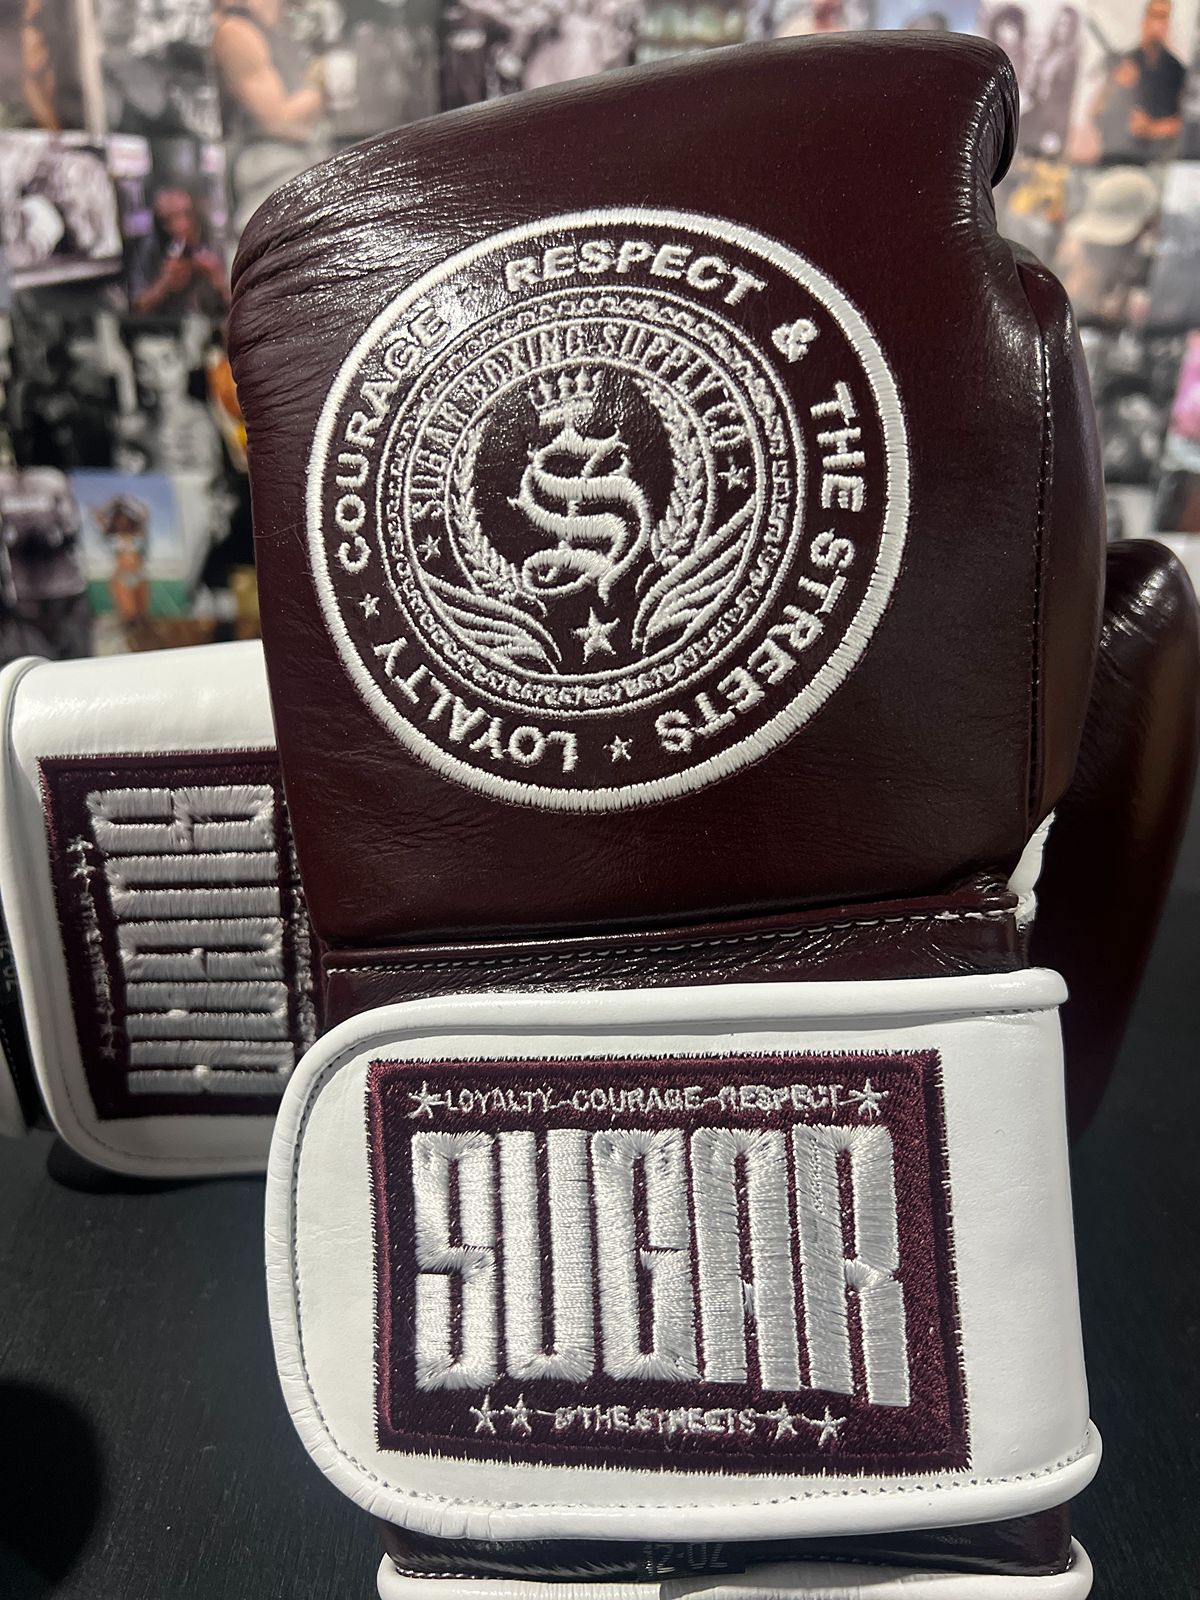 COURAGE RESPECT & THE STREETS LOYALTY
SUGAR BOXING SUPPLY CO.
S
LOYALTY-COURAGE-RESPECT
SUGAR
& THE STREETS
12·OZ
SUGAR